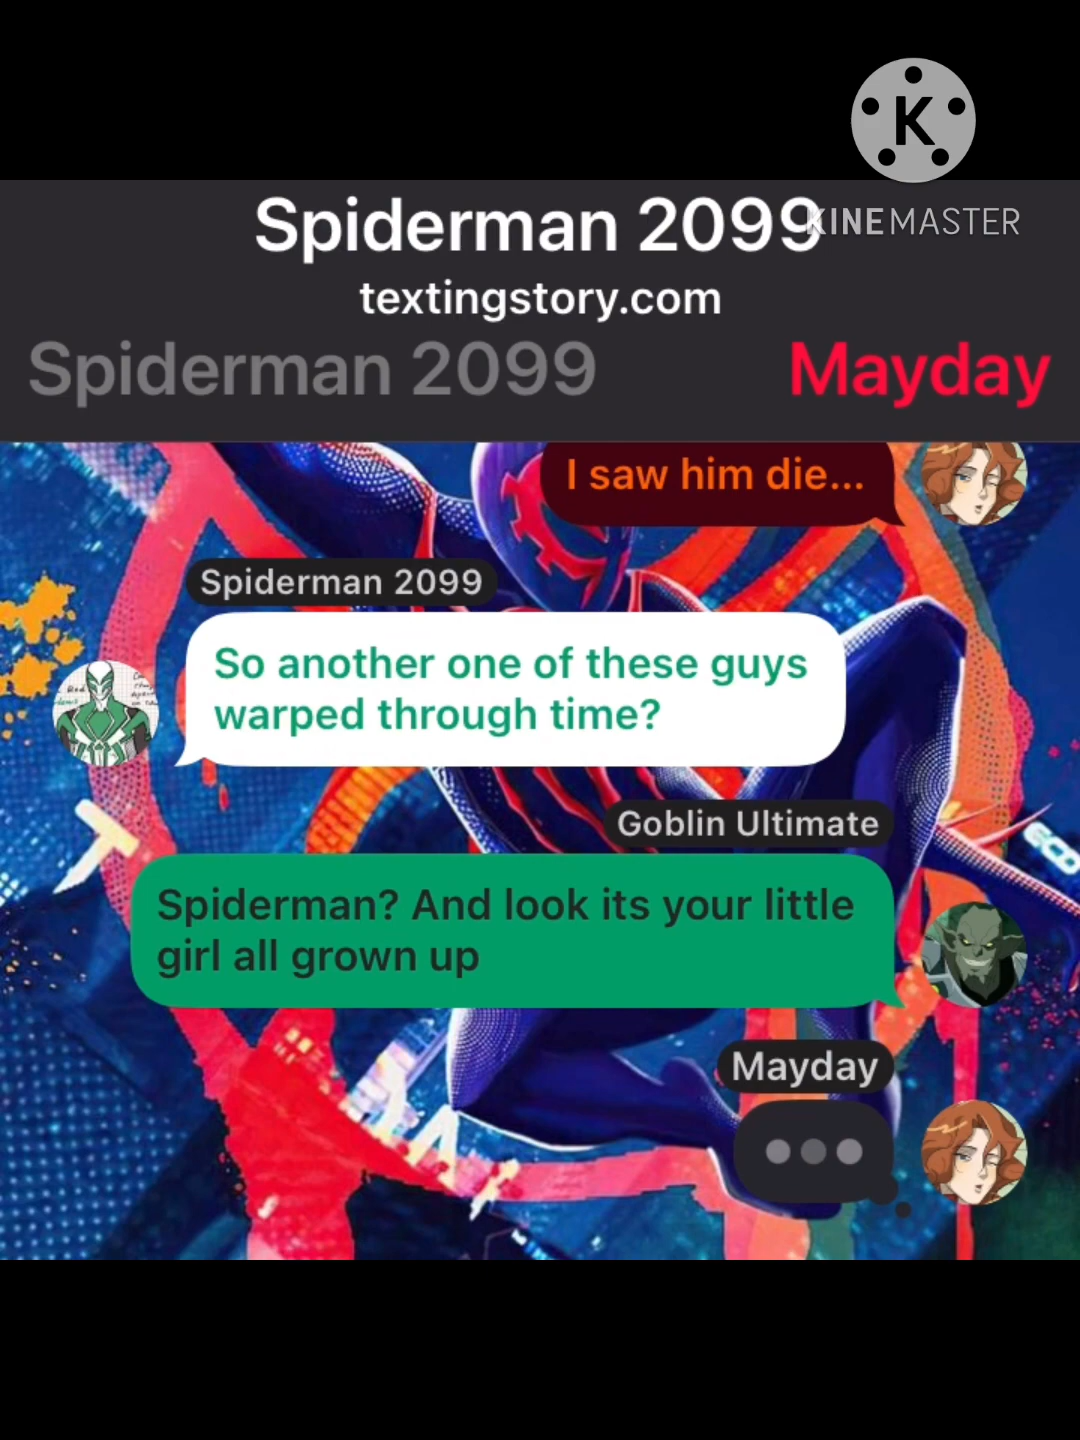 K
KINEMASTER
Spiderman 2099
textingstory.com
Spiderman 2099
Mayday
I saw him die...
Spiderman 2099
So another one of these guys
warped through time?
Goblin Ultimate
Spiderman? And look its your little
girl all grown up
Mayday